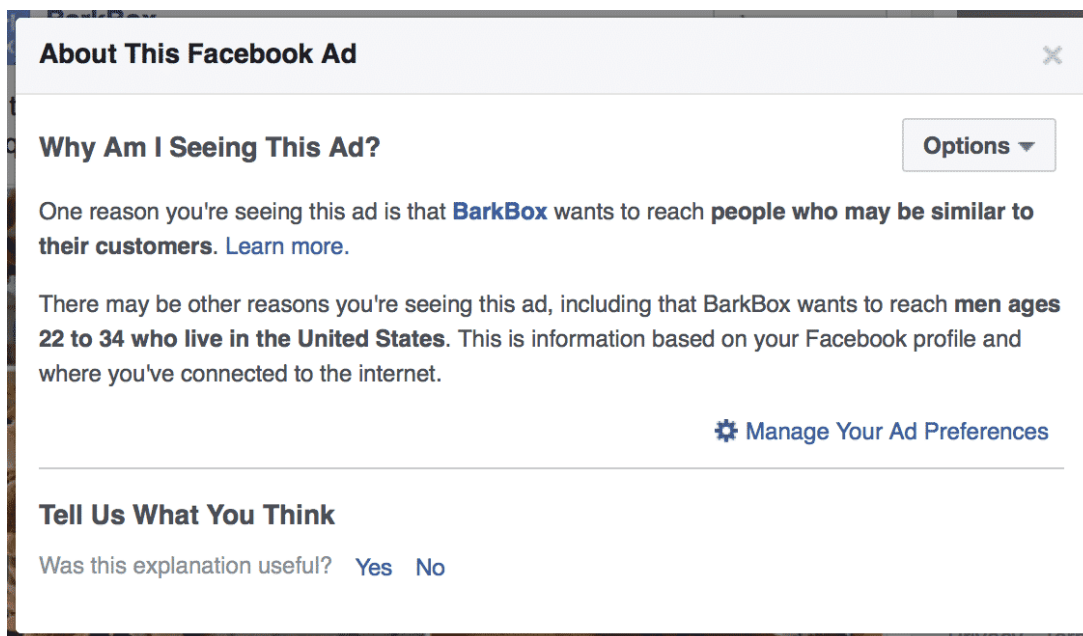 BarkBox
About This Facebook Ad
Why Am I Seeing This Ad?
Options
One reason you're seeing this ad is that BarkBox wants to reach people who may be similar to
their customers. Learn more.
There may be other reasons you're seeing this ad, including that BarkBox wants to reach men ages
22 to 34 who live in the United States. This is information based on your Facebook profile and
where you've connected to the internet.
Manage Your Ad Preferences
Tell Us What You Think
Was this explanation useful? Yes No